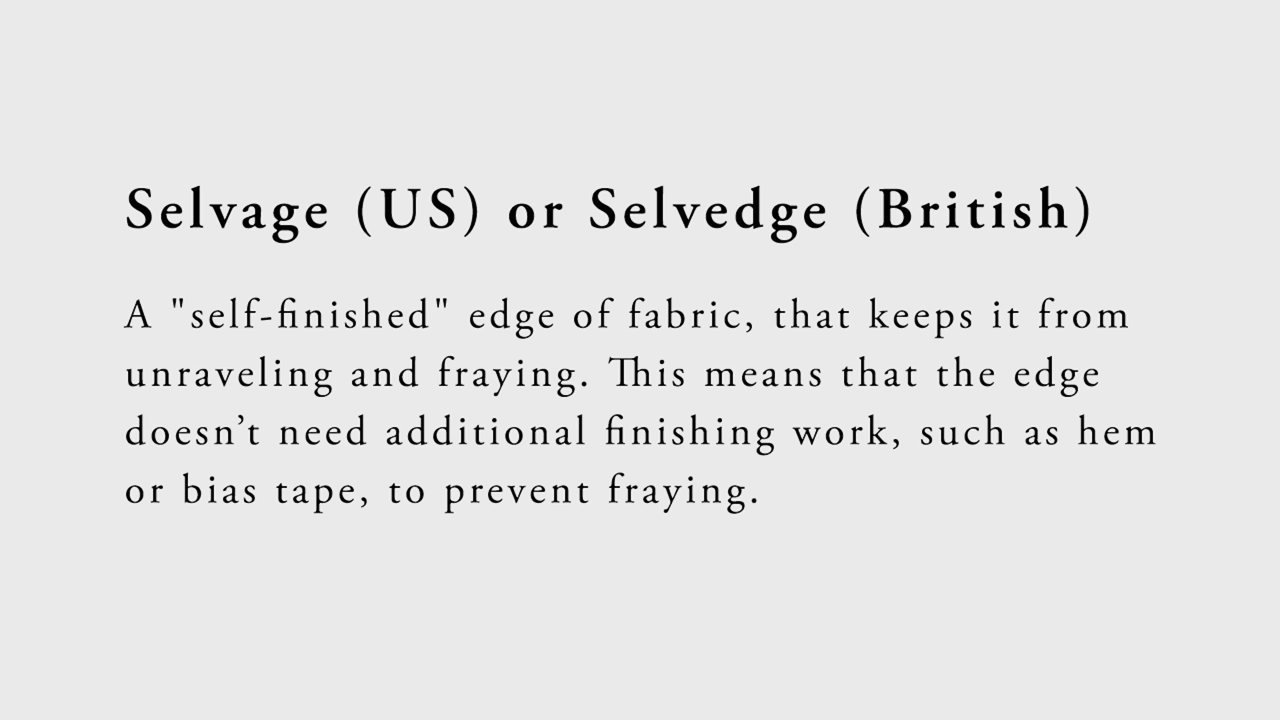 Selvage (US) or Selvedge (British)
A "self-finished" edge of fabric, that keeps it from
unraveling and fraying. This means that the edge
doesn’t need additional finishing work, such as hem
or bias tape, to prevent fraying.